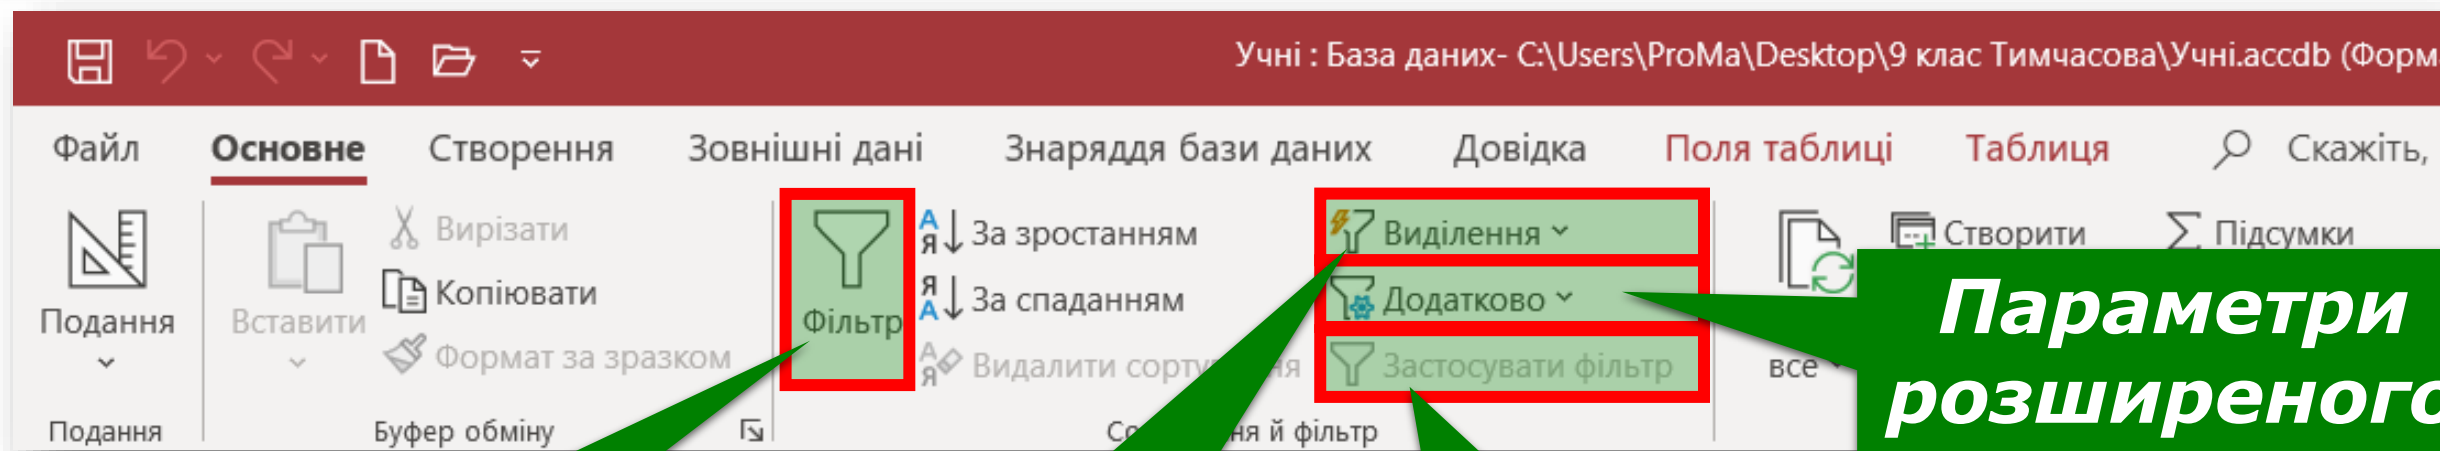 Учні : База даних- C:\Users\ProMa\Desktop\9 клас Тимчасова\Учні.accdb (Форм
Файл Основне Створення Зовнішні дані Знаряддя бази даних Довідка Поля таблиці Таблиця Скажіть,
Вирізати За зростанням Виділення Створити Підсумки
Копіювати За спаданням Додатково
Подання Вставити Фільтр
Формат за зразком Видалити Застосувати фільтр все
Параметри
розширеного
Подання Буфер обміну й фільтр